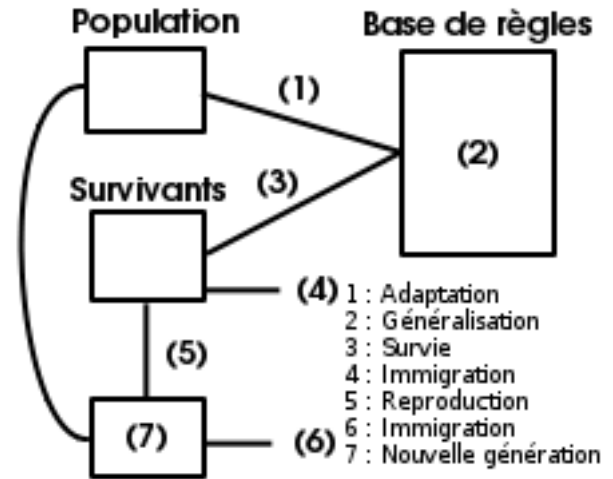 Population
Base de règles
(1)
(2)
Survivants
(3)
(4)
1 : Adaptation
2 : Généralisation
3 : Survie
4 : Immigration
5 : Reproduction
6 : Immigration
7 : Nouvelle génération
(5)
(7)
(6)